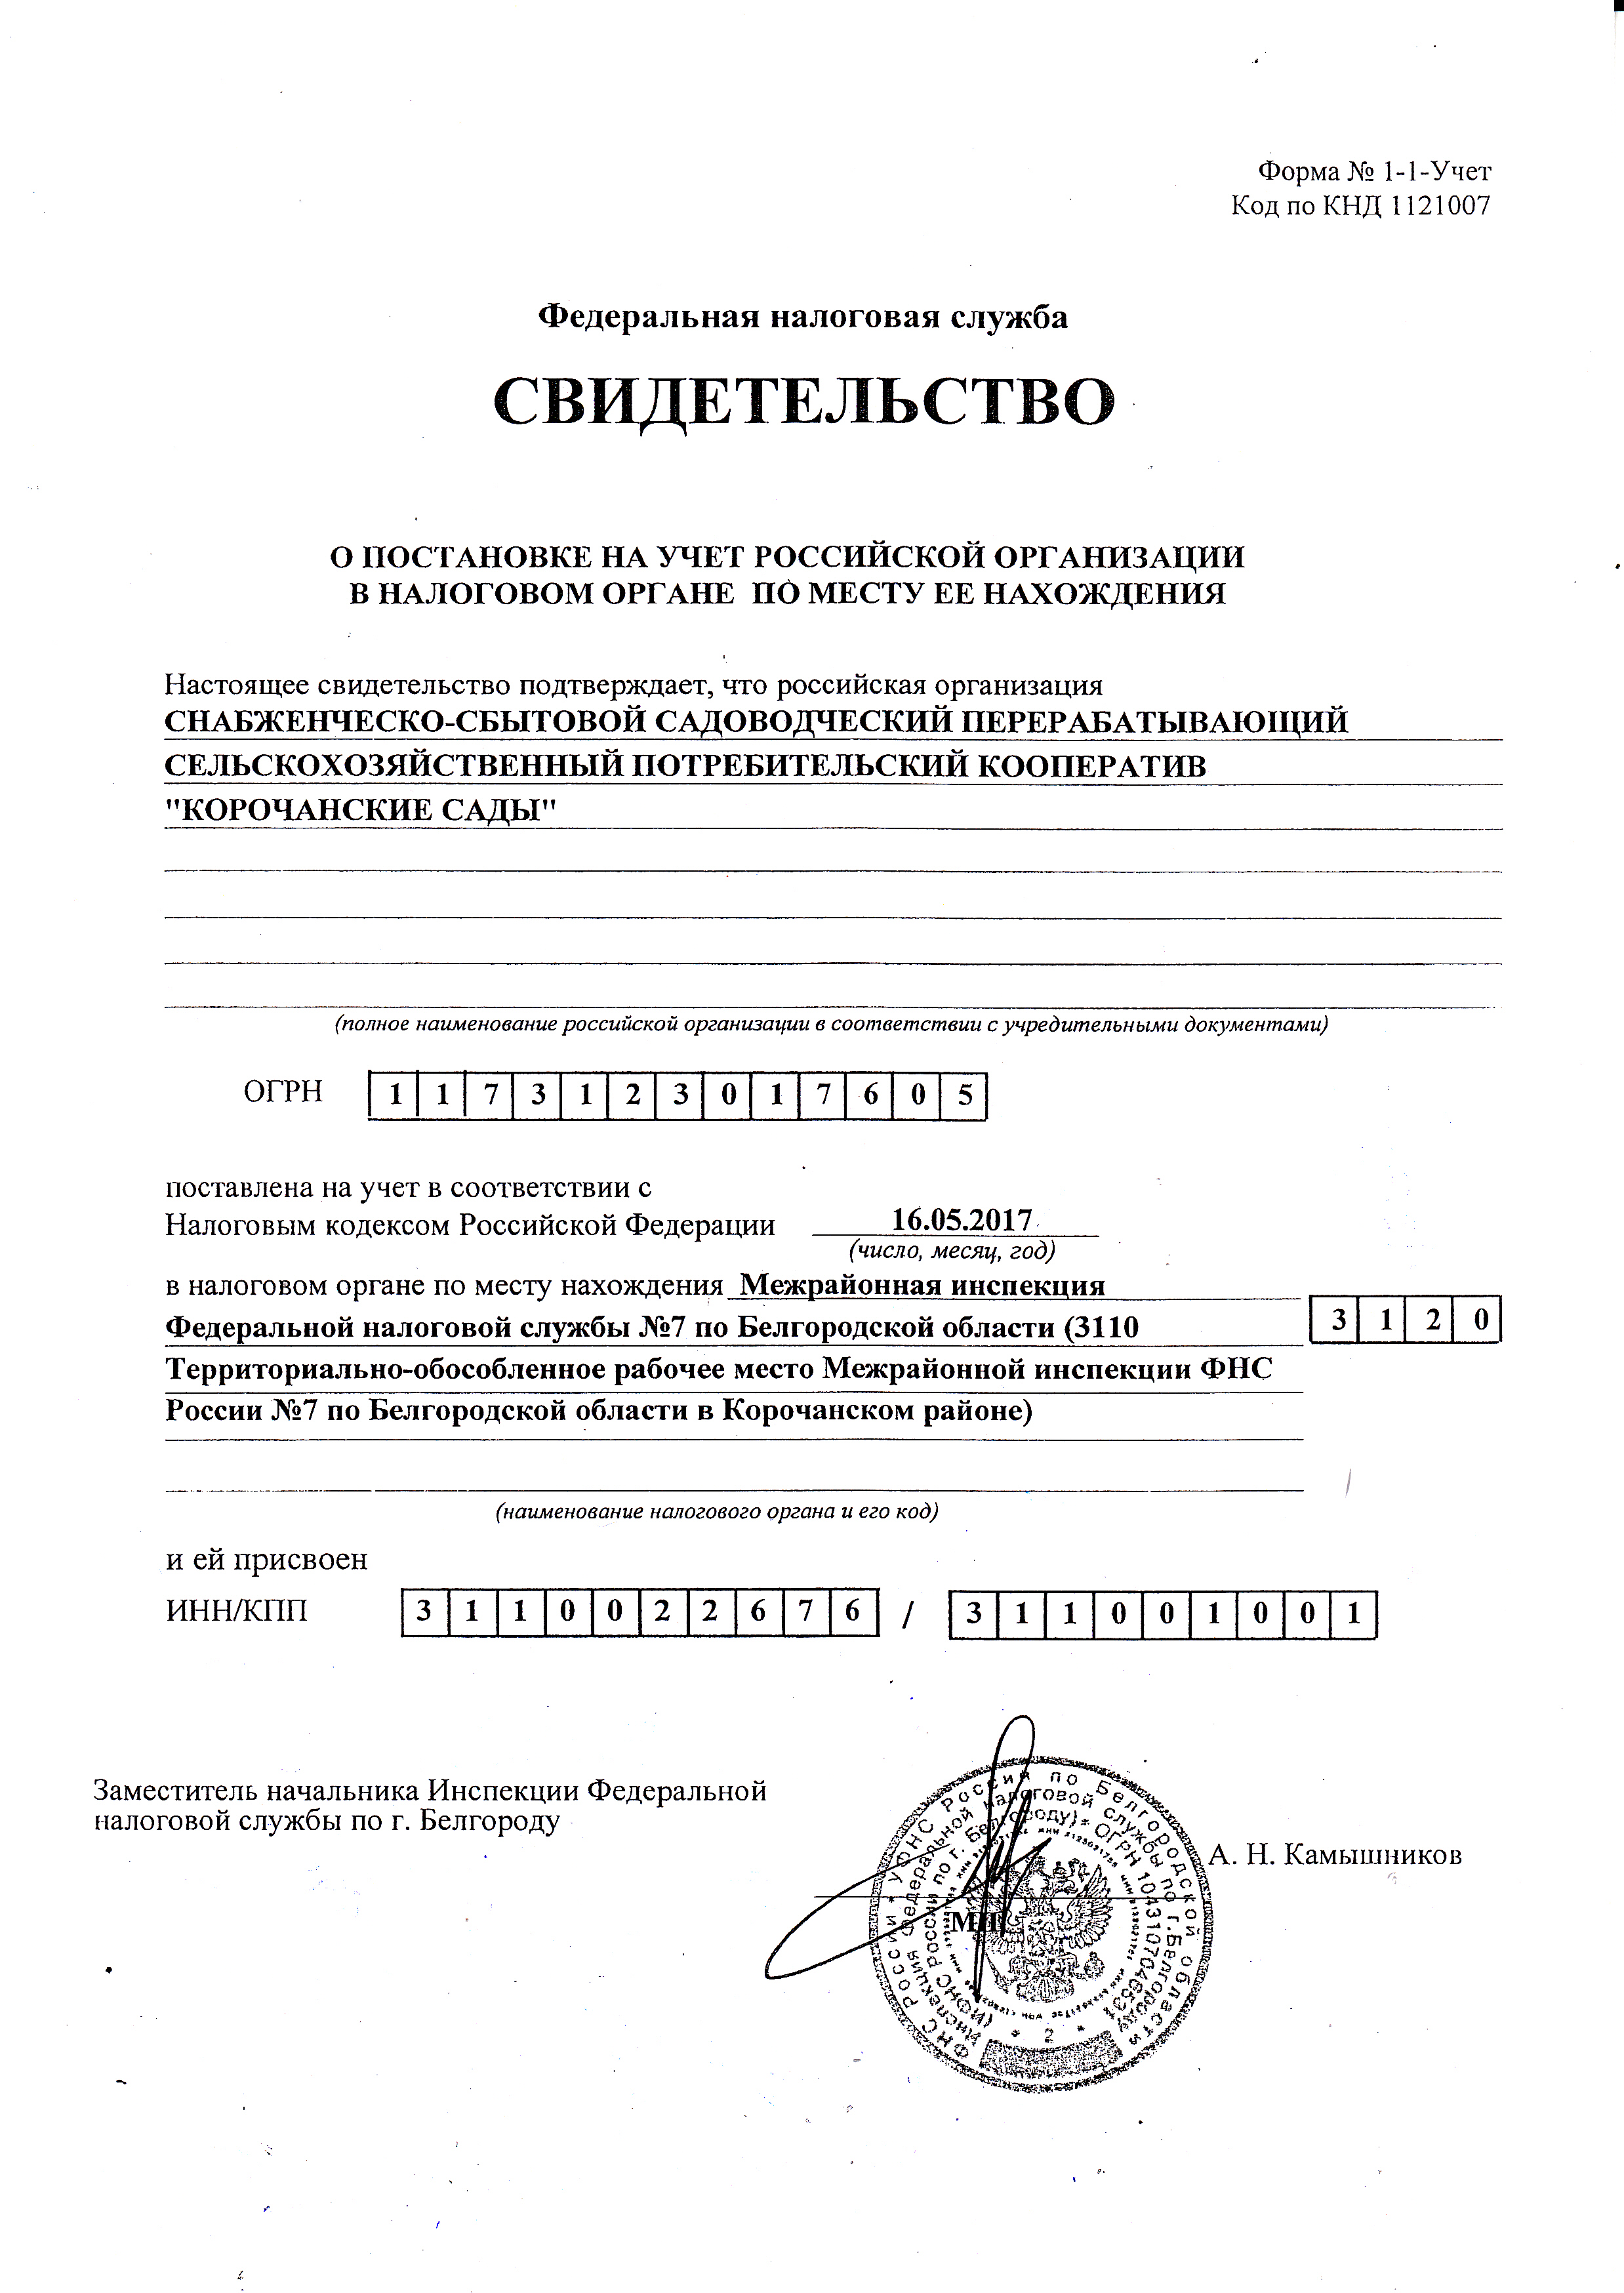 Форма № 1-1-Учет
Код по КНД 1121007
Федеральная налоговая служба
СВИДЕТЕЛЬСТВО
О ПОСТАНОВКЕ НА УЧЕТ РОССИЙСКОЙ ОРГАНИЗАЦИИ
В НАЛОГОВОМ ОРГАНЕ ПО МЕСТУ ЕЕ НАХОЖДЕНИЯ
Настоящее свидетельство подтверждает, что российская организация
СНАБЖЕНЧЕСКО-СБЫТОВОЙ САДОВОДЧЕСКИЙ ПЕРЕРАБАТЫВАЮЩИЙ
СЕЛЬСКОХОЗЯЙСТВЕННЫЙ ПОТРЕБИТЕЛЬСКИЙ КООПЕРАТИВ
"КОРОЧАНСКИЕ САДЫ"
(полное наименование российской организации в соответствии с учредительными документами)
ОГРН 1 1 7 3 1 2 3 0 1 7 6 0 5
поставлена на учет в соответствии с
Налоговым кодексом Российской Федерации 16.05.2017
(число, месяц, год)
в налоговом органе по месту нахождения Межрайонная инспекция
Федеральной налоговой службы №7 по Белгородской области (3110 3 1 2 0
Территориально-обособленное рабочее место Межрайонной инспекции ФНС
России №7 по Белгородской области в Корочанском районе)
(наименование налогового органа и его код)
и ей присвоен
ИНН/КПП 3 1 1 0 0 2 2 6 7 6 / 3 1 1 0 0 1 0 0 1
Заместитель начальника Инспекции Федеральной
налоговой службы по г. Белгороду
А. Н. Камышников
МП
ФНС России * УФНС России по Белгородской области
Инспекция Федеральной налоговой службы по г. Белгороду
(ИФНС России по г. Белгороду) * ОГРН
* 2 *